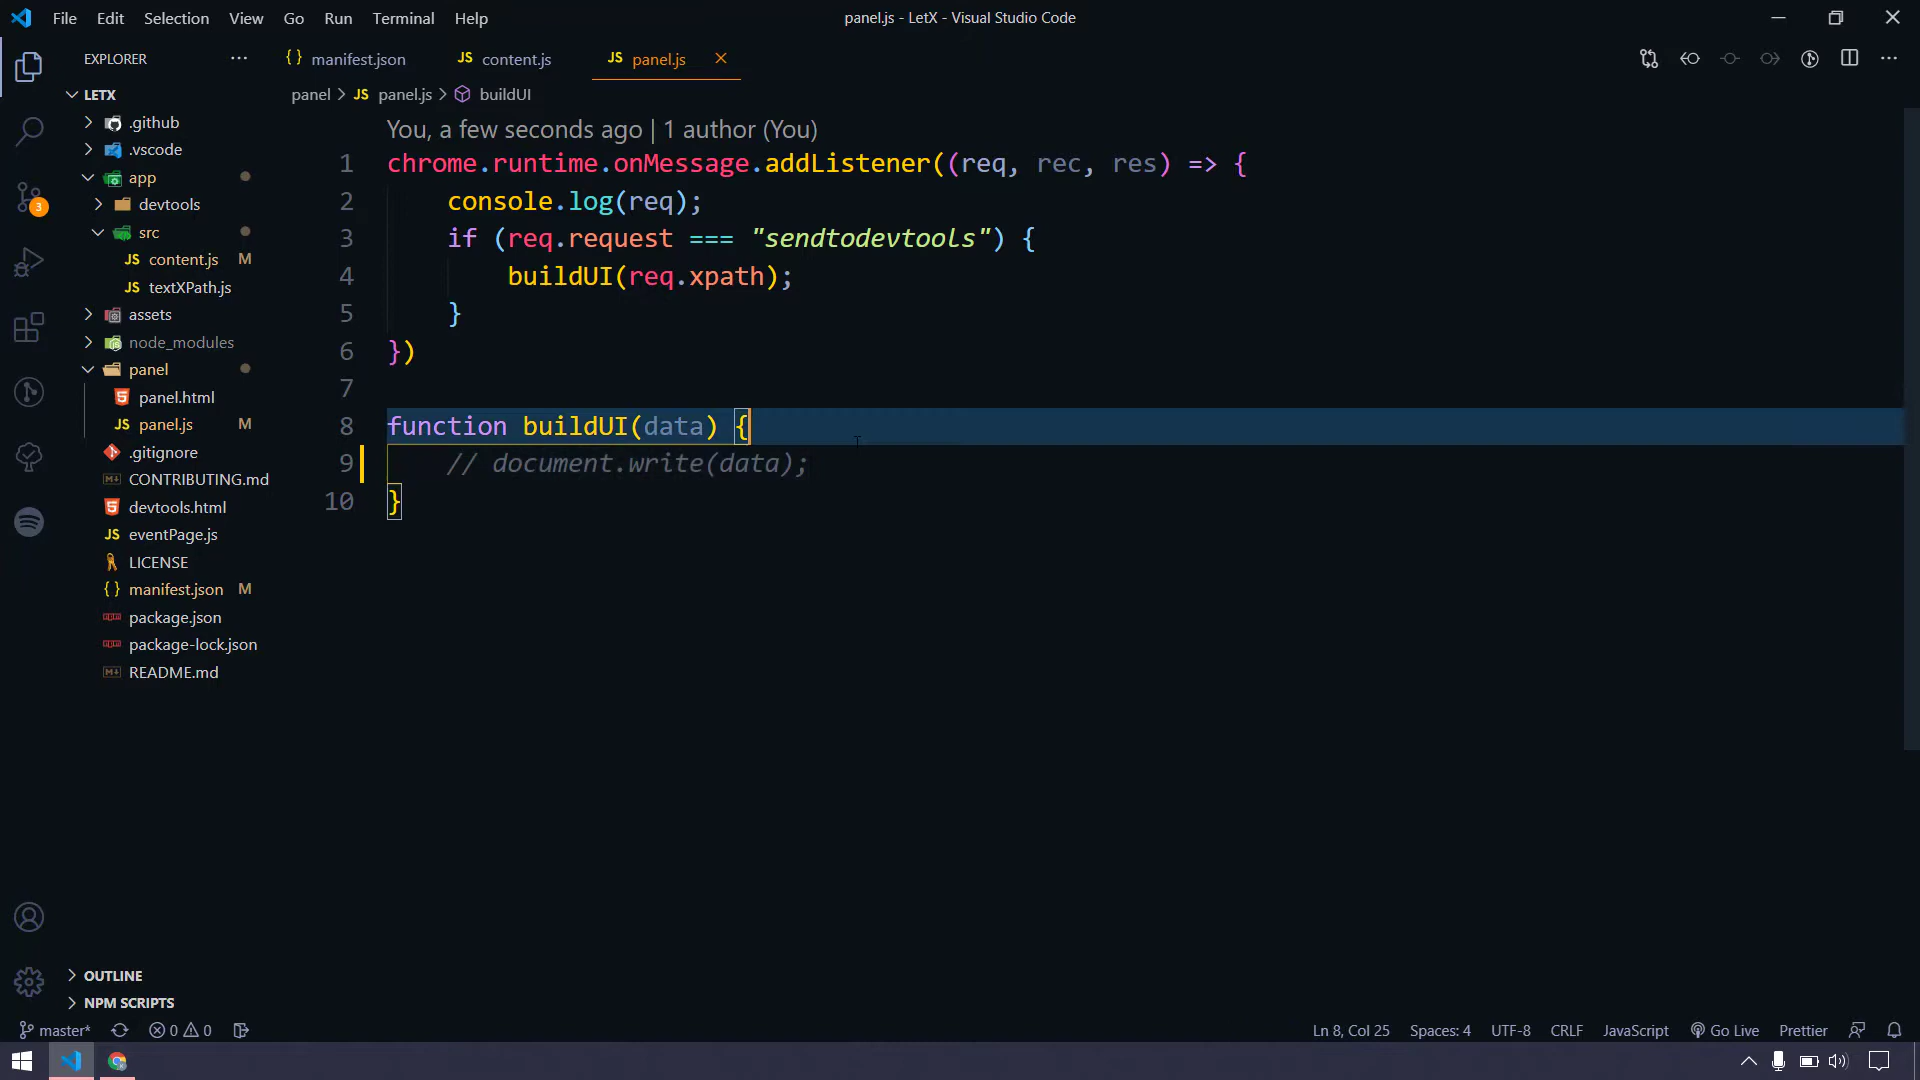 File Edit Selection View Go Run Terminal Help
panel.js - LetX - Visual Studio Code
EXPLORER
manifest.json
JS content.js
JS panel.js
panel > JS panel.js > buildUI
LETX
.github
.vscode
app
devtools
src
JS content.js M
JS textXPath.js
assets
node_modules
panel
panel.html
JS panel.js M
.gitignore
CONTRIBUTING.md
devtools.html
JS eventPage.js
LICENSE
manifest.json M
package.json
package-lock.json
README.md
3
You, a few seconds ago | 1 author (You)
1 chrome.runtime.onMessage.addListener((req, rec, res) => {
2 console.log(req);
3 if (req.request === "sendtodevtools") {
4 buildUI(req.xpath);
5 }
6 })
7
8 function buildUI(data) {
9 // document.write(data);
10 }
OUTLINE
NPM SCRIPTS
master* 0 0
Ln 8, Col 25 Spaces: 4 UTF-8 CRLF JavaScript Go Live Prettier